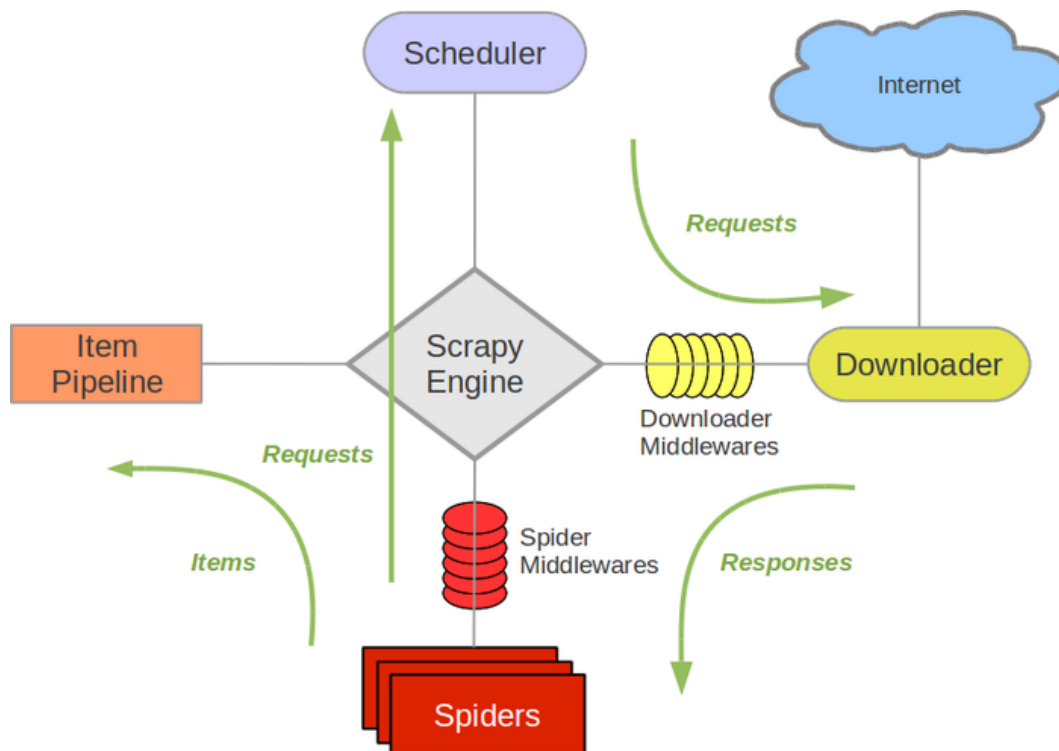 Scheduler
Internet
Requests
Item
Pipeline
Scrapy
Engine
Downloader
Downloader
Middlewares
Requests
Items
Spider
Middlewares
Responses
Spiders